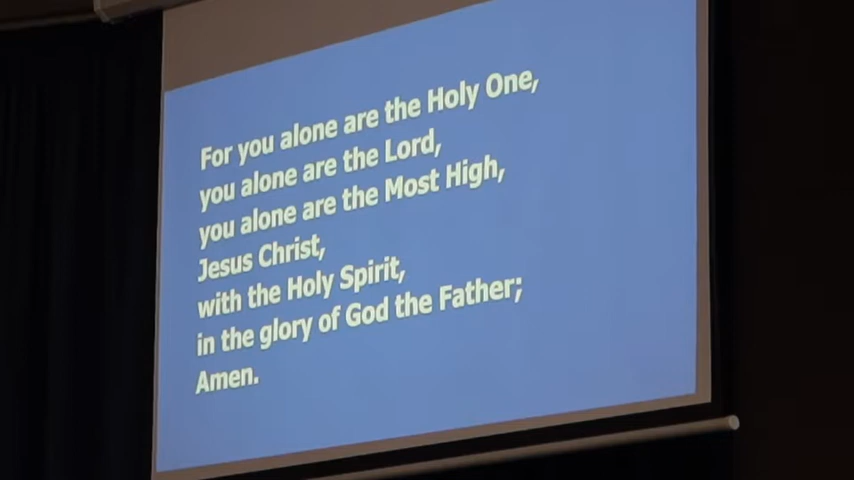 For you alone are the Holy One,
you alone are the Lord,
you alone are the Most High,
Jesus Christ,
with the Holy Spirit,
in the glory of God the Father;
Amen.